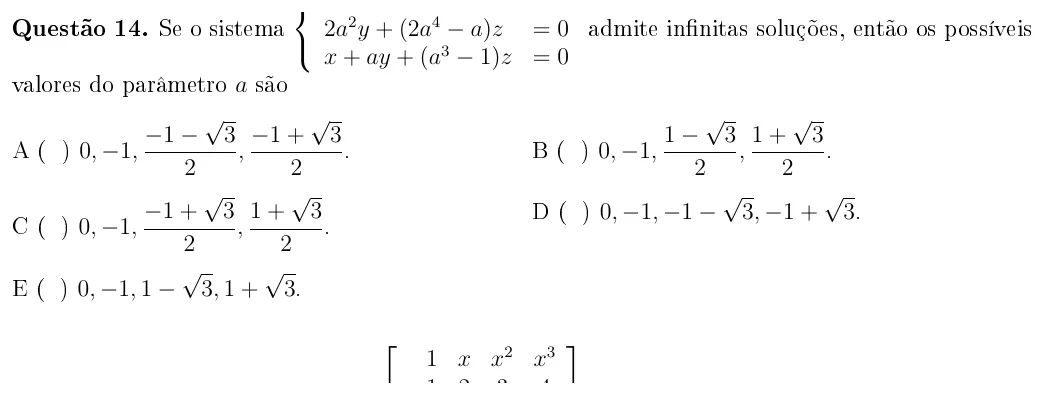 Questão 14. Se o sistema { 2a²y + (2a⁴ − a)z = 0 admite infinitas soluções, então os possíveis
x + ay + (a³ − 1)z = 0
valores do parâmetro a são
A ( ) 0, −1, (−1 − √3)/2, (−1 + √3)/2.
B ( ) 0, −1, (1 − √3)/2, (1 + √3)/2.
C ( ) 0, −1, (−1 + √3)/2, (1 + √3)/2.
D ( ) 0, −1, −1 − √3, −1 + √3.
E ( ) 0, −1, 1 − √3, 1 + √3.
1 x x² x³